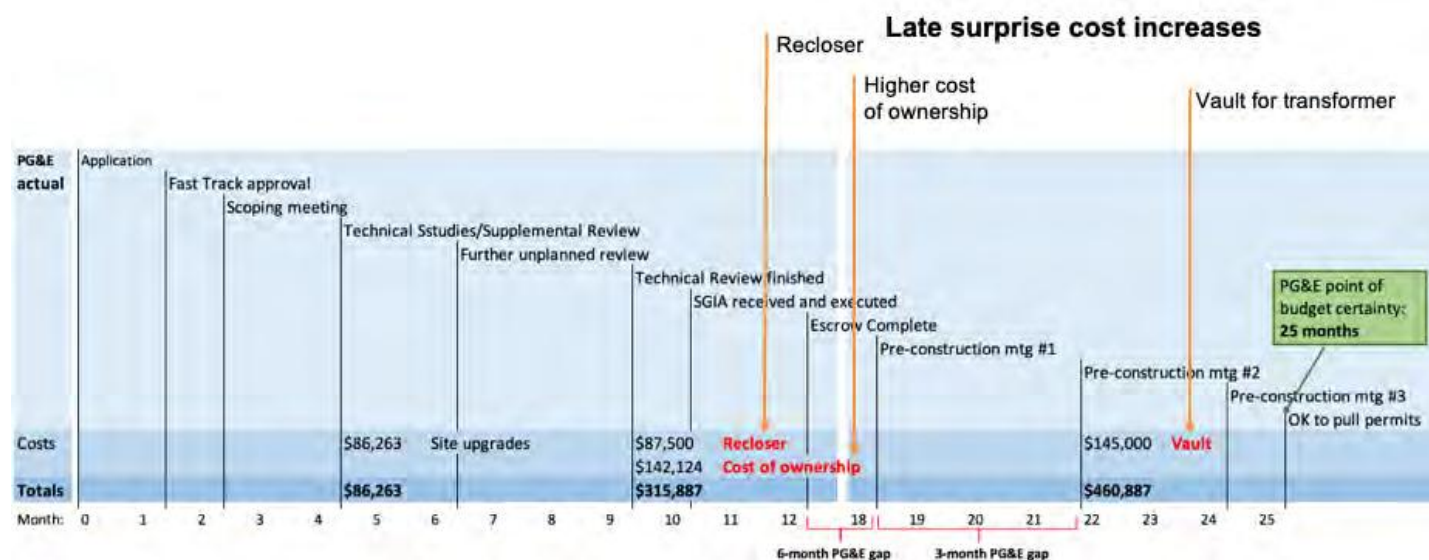 Late surprise cost increases
Recloser
Higher cost
of ownership
Vault for transformer
PG&E
actual
Application
Fast Track approval
Scoping meeting
Technical Sstudies/Supplemental Review
Further unplanned review
Technical Review finished
SGIA received and executed
Escrow Complete
Pre-construction mtg #1
Pre-construction mtg #2
Pre-construction mtg #3
OK to pull permits
PG&E point of
budget certainty:
25 months
Costs $86,263 Site upgrades $87,500 Recloser $145,000 Vault
$142,124 Cost of ownership
Totals $86,263 $315,887 $460,887
Month: 0 1 2 3 4 5 6 7 8 9 10 11 12 18 19 20 21 22 23 24 25
6-month PG&E gap 3-month PG&E gap